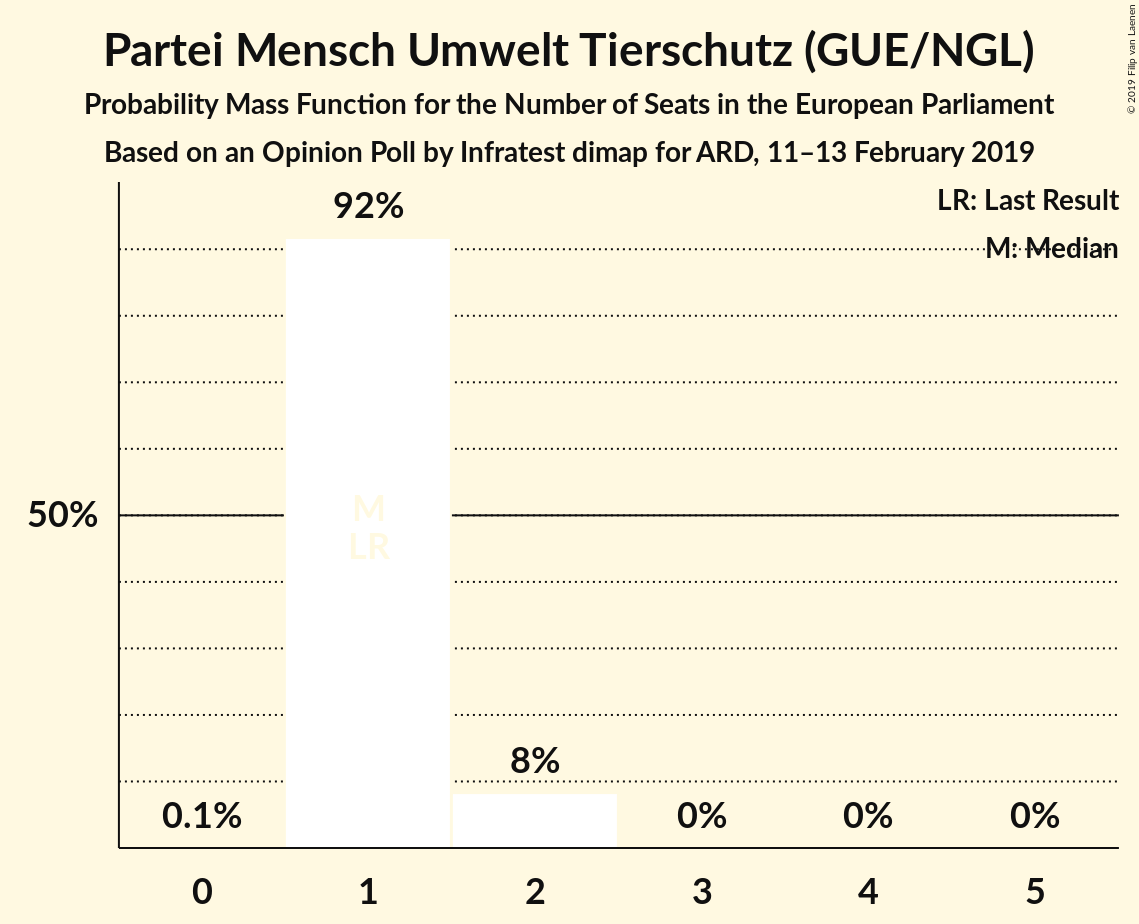 Partei Mensch Umwelt Tierschutz (GUE/NGL)
Probability Mass Function for the Number of Seats in the European Parliament
Based on an Opinion Poll by Infratest dimap for ARD, 11–13 February 2019
© 2019 Filip van Laenen
LR: Last Result
M: Median
92%
50%
M
LR
8%
0.1%
0%
0%
0%
0
1
2
3
4
5